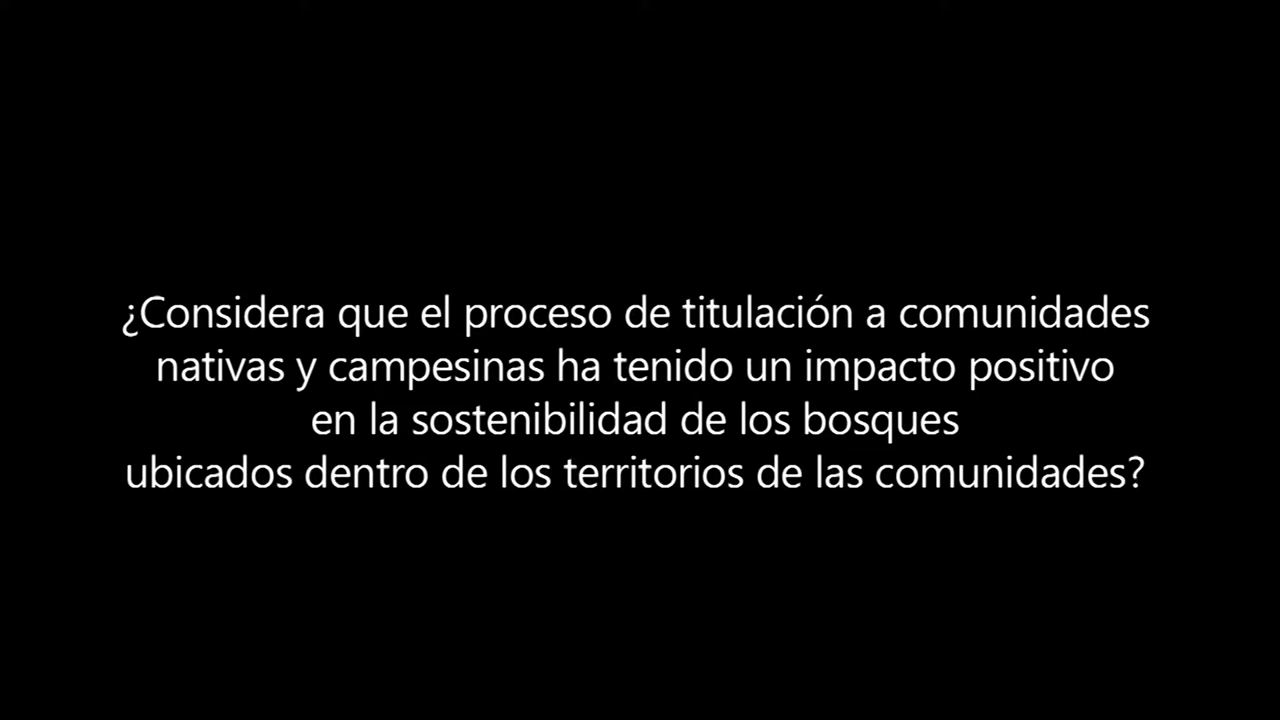 ¿Considera que el proceso de titulación a comunidades
nativas y campesinas ha tenido un impacto positivo
en la sostenibilidad de los bosques
ubicados dentro de los territorios de las comunidades?